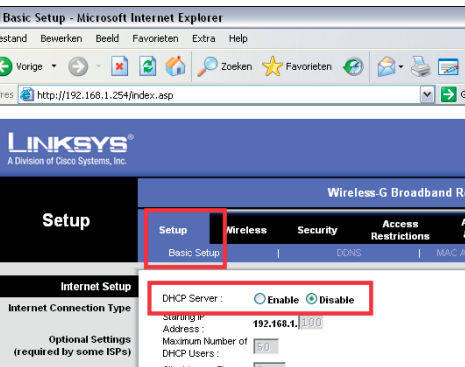 Basic Setup - Microsoft Internet Explorer
Bewerken Beeld Favorieten Extra Help
Vorige Zoeken Favorieten
http://192.168.1.254/index.asp
LINKSYS®
A Division of Cisco Systems, Inc.
Wireless-G Broadband
Setup
Setup Wireless Security Access Restrictions
Basic Setup | DDNS | MAC
Internet Setup
Internet Connection Type
DHCP Server : Enable Disable
Starting IP Address : 192.168.1. 100
Optional Settings
(required by some ISPs)
Maximum Number of DHCP Users : 50